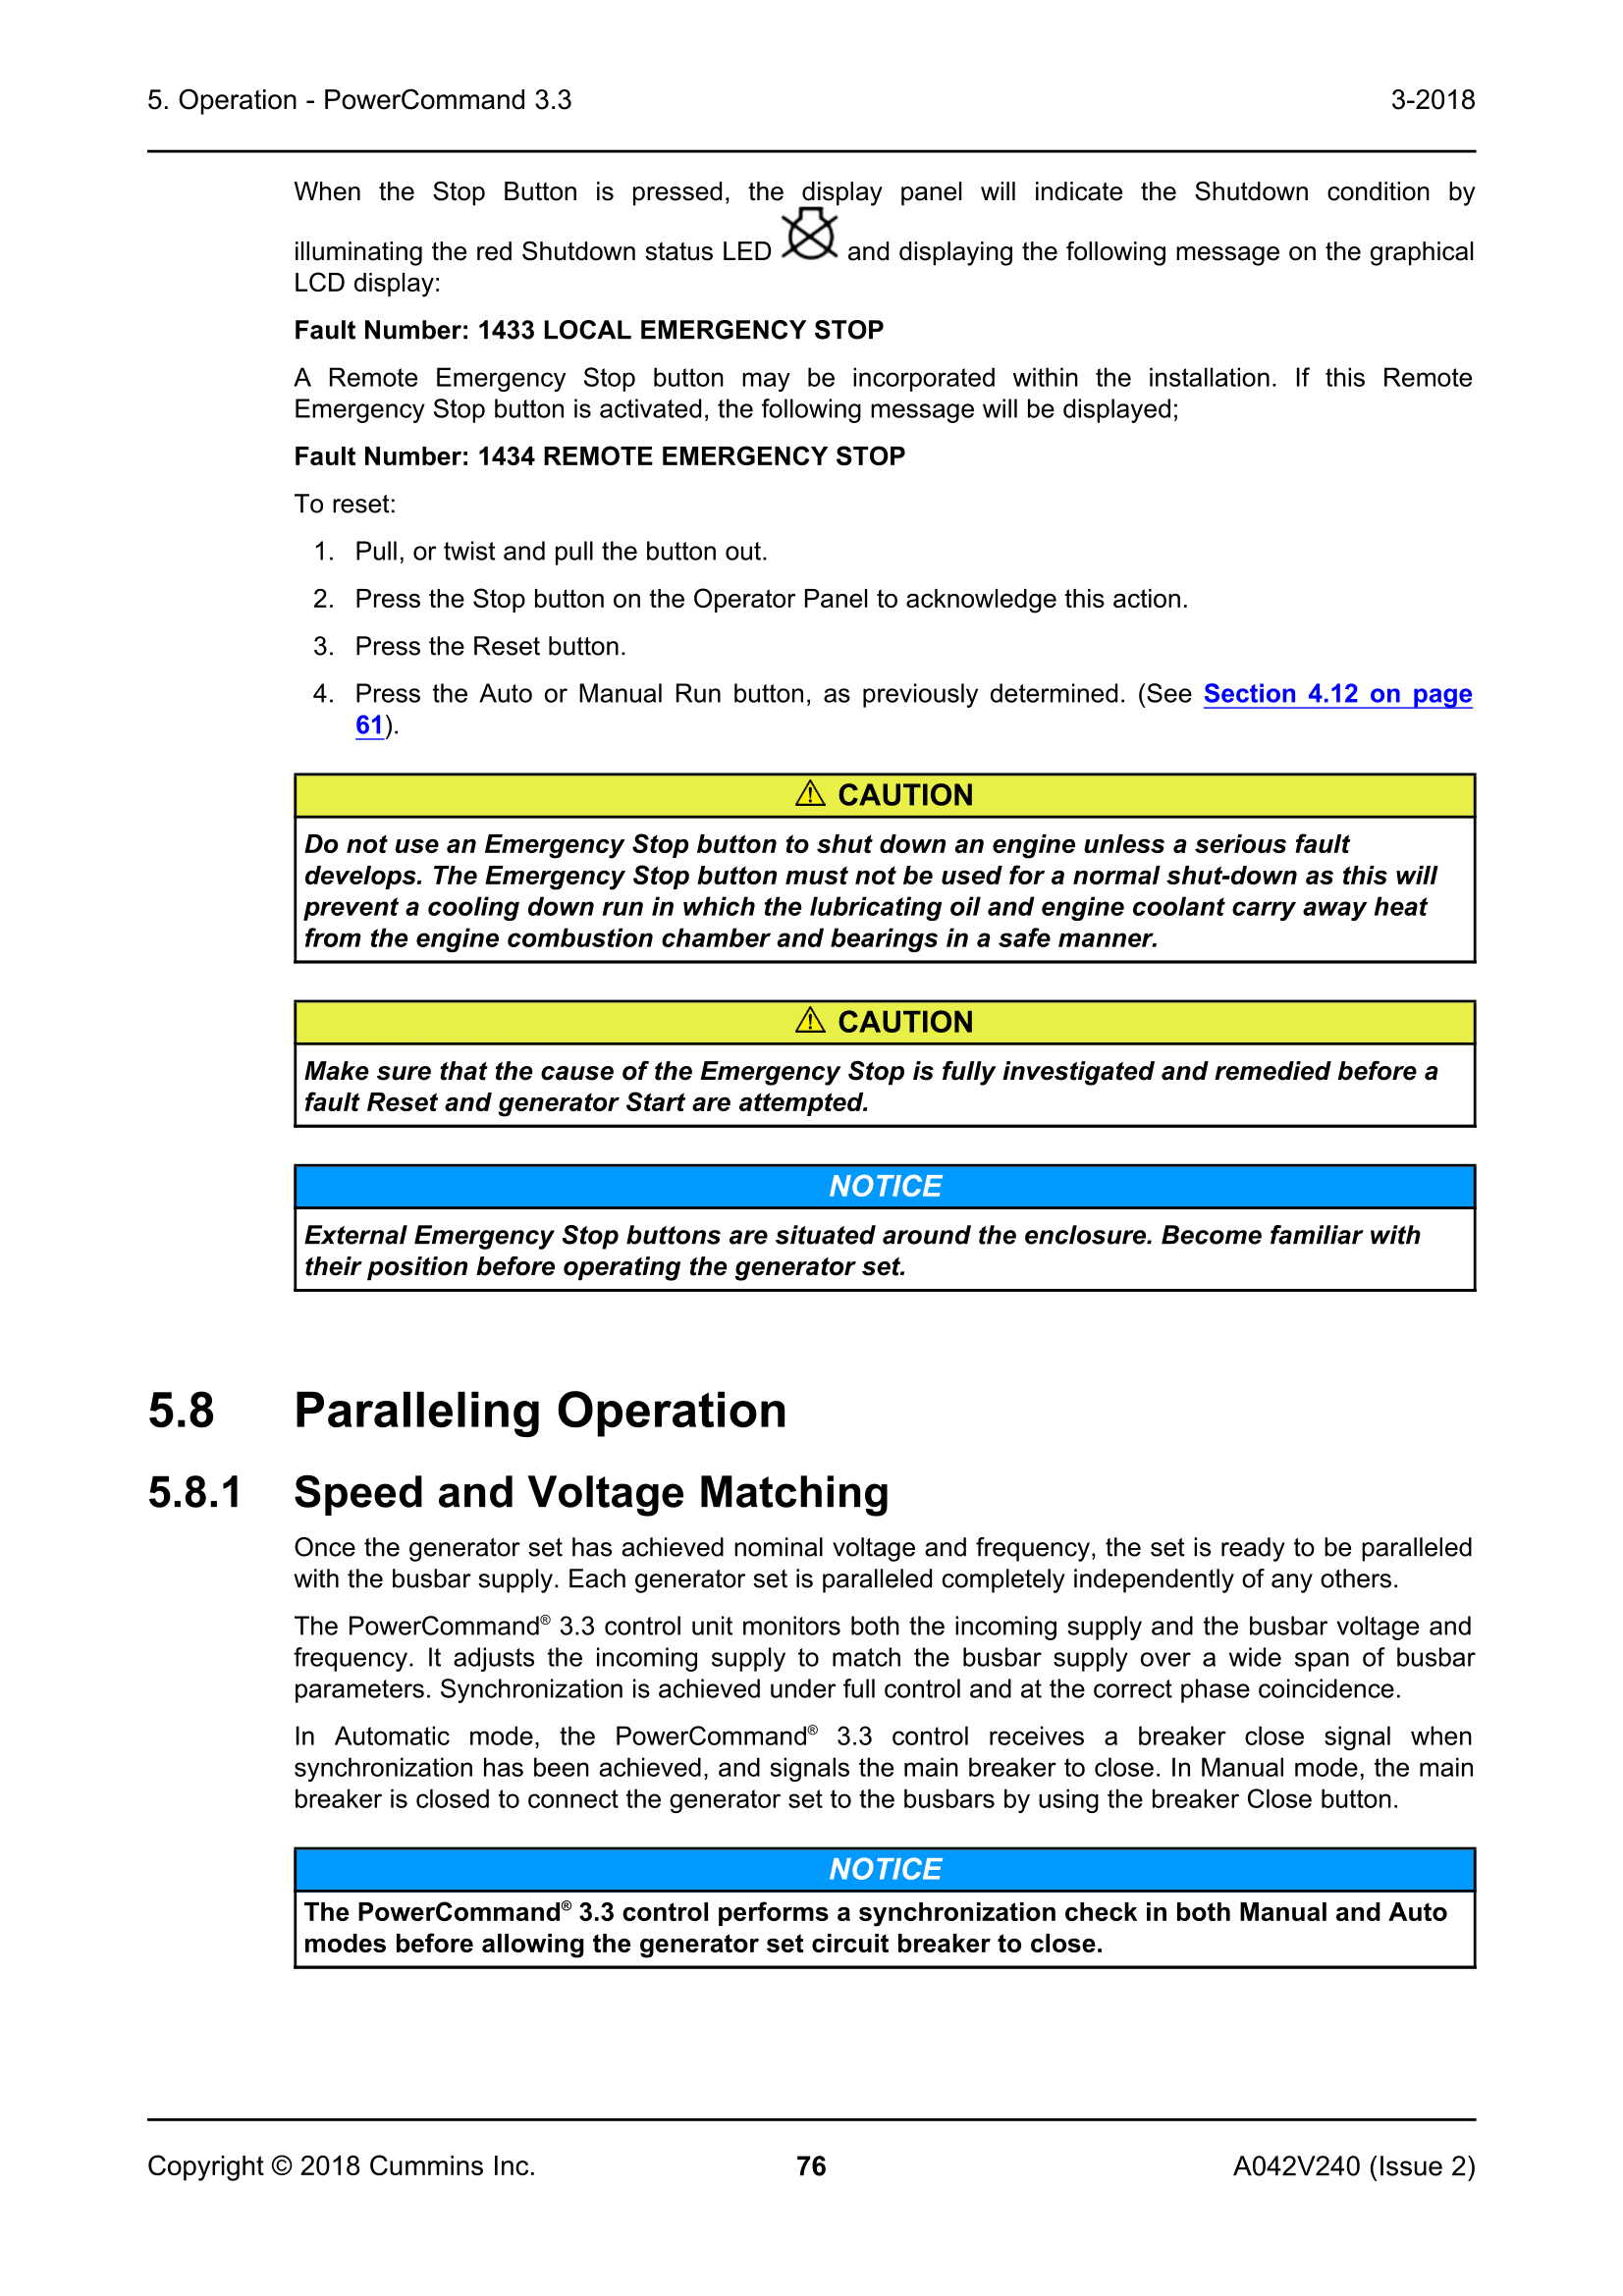 5. Operation - PowerCommand 3.3
3-2018
When the Stop Button is pressed, the display panel will indicate the Shutdown condition by
illuminating the red Shutdown status LED and displaying the following message on the graphical
LCD display:
Fault Number: 1433 LOCAL EMERGENCY STOP
A Remote Emergency Stop button may be incorporated within the installation. If this Remote
Emergency Stop button is activated, the following message will be displayed;
Fault Number: 1434 REMOTE EMERGENCY STOP
To reset:
1. Pull, or twist and pull the button out.
2. Press the Stop button on the Operator Panel to acknowledge this action.
3. Press the Reset button.
4. Press the Auto or Manual Run button, as previously determined. (See Section 4.12 on page
61).
⚠ CAUTION
Do not use an Emergency Stop button to shut down an engine unless a serious fault
develops. The Emergency Stop button must not be used for a normal shut-down as this will
prevent a cooling down run in which the lubricating oil and engine coolant carry away heat
from the engine combustion chamber and bearings in a safe manner.
⚠ CAUTION
Make sure that the cause of the Emergency Stop is fully investigated and remedied before a
fault Reset and generator Start are attempted.
NOTICE
External Emergency Stop buttons are situated around the enclosure. Become familiar with
their position before operating the generator set.
5.8 Paralleling Operation
5.8.1 Speed and Voltage Matching
Once the generator set has achieved nominal voltage and frequency, the set is ready to be paralleled
with the busbar supply. Each generator set is paralleled completely independently of any others.
The PowerCommand® 3.3 control unit monitors both the incoming supply and the busbar voltage and
frequency. It adjusts the incoming supply to match the busbar supply over a wide span of busbar
parameters. Synchronization is achieved under full control and at the correct phase coincidence.
In Automatic mode, the PowerCommand® 3.3 control receives a breaker close signal when
synchronization has been achieved, and signals the main breaker to close. In Manual mode, the main
breaker is closed to connect the generator set to the busbars by using the breaker Close button.
NOTICE
The PowerCommand® 3.3 control performs a synchronization check in both Manual and Auto
modes before allowing the generator set circuit breaker to close.
Copyright © 2018 Cummins Inc.
76
A042V240 (Issue 2)